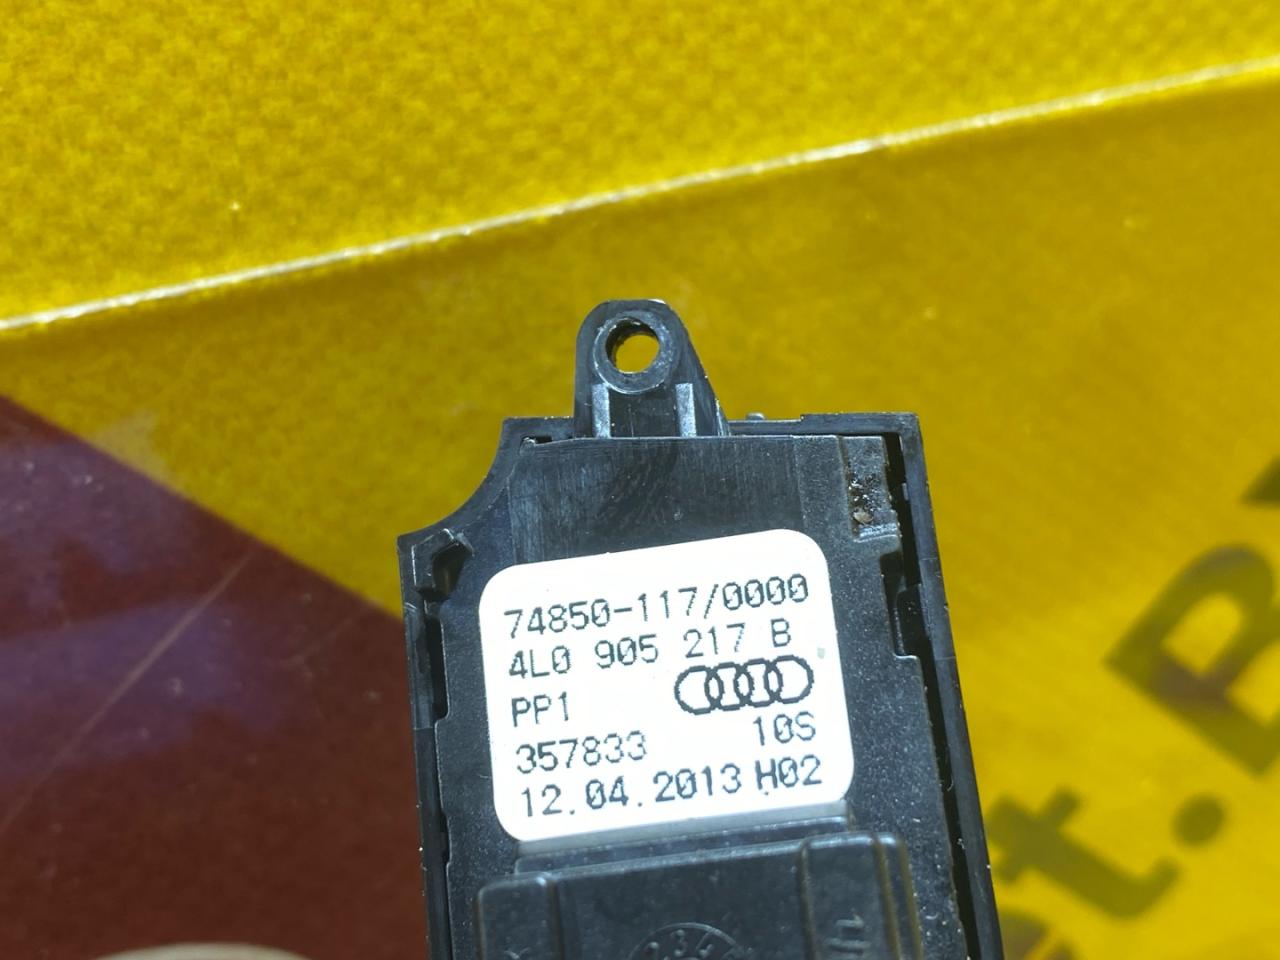 74850-117/0000
4L0 905 217 B
PP1
357833 10S
12.04.2013 H02